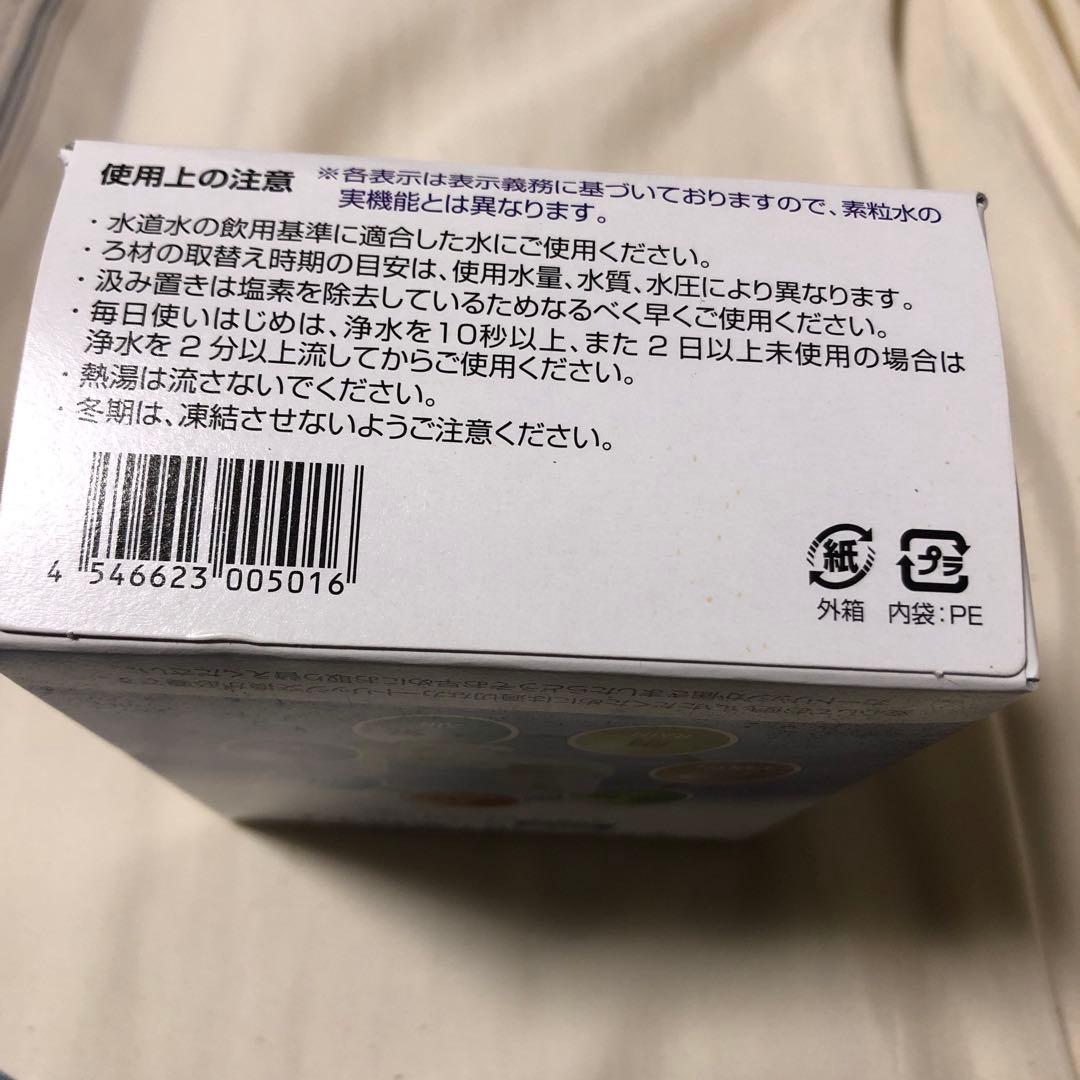 使用上の注意
※各表示は表示義務に基づいておりますので、素粒水の
実機能とは異なります。
・水道水の飲用基準に適合した水にご使用ください。
・ろ材の取替え時期の目安は、使用水量、水質、水圧により異なります。
・汲み置きは塩素を除去しているためなるべく早くご使用ください。
・毎日使いはじめは、浄水を10秒以上、また2日以上未使用の場合は
浄水を2分以上流してからご使用ください。
・熱湯は流さないでください。
・冬期は、凍結させないようご注意ください。
4 546623 005016
紙
外箱
プラ
内袋:PE